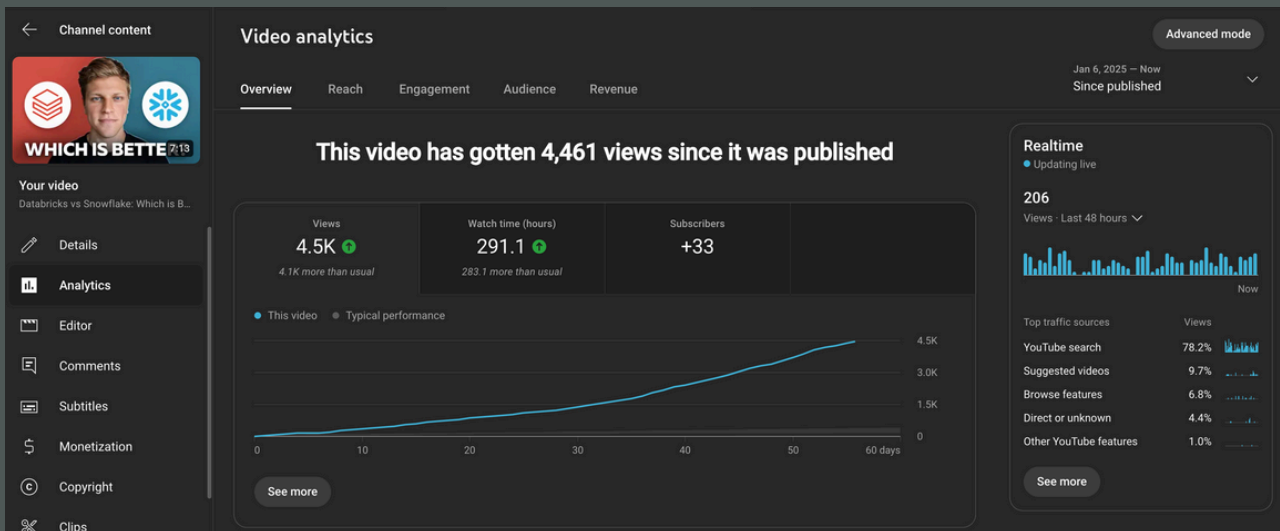 Channel content
WHICH IS BETTE
7:13
Your video
Databricks vs Snowflake: Which is B...
Details
Analytics
Editor
Comments
Subtitles
Monetization
Copyright
Clips
Video analytics
Advanced mode
Overview Reach Engagement Audience Revenue
Jan 6, 2025 – Now
Since published
This video has gotten 4,461 views since it was published
Views
4.5K
4.1K more than usual
Watch time (hours)
291.1
283.1 more than usual
Subscribers
+33
This video Typical performance
4.5K
3.0K
1.5K
0
0 10 20 30 40 50 60 days
See more
Realtime
Updating live
206
Views · Last 48 hours
Now
Top traffic sources Views
YouTube search 78.2%
Suggested videos 9.7%
Browse features 6.8%
Direct or unknown 4.4%
Other YouTube features 1.0%
See more